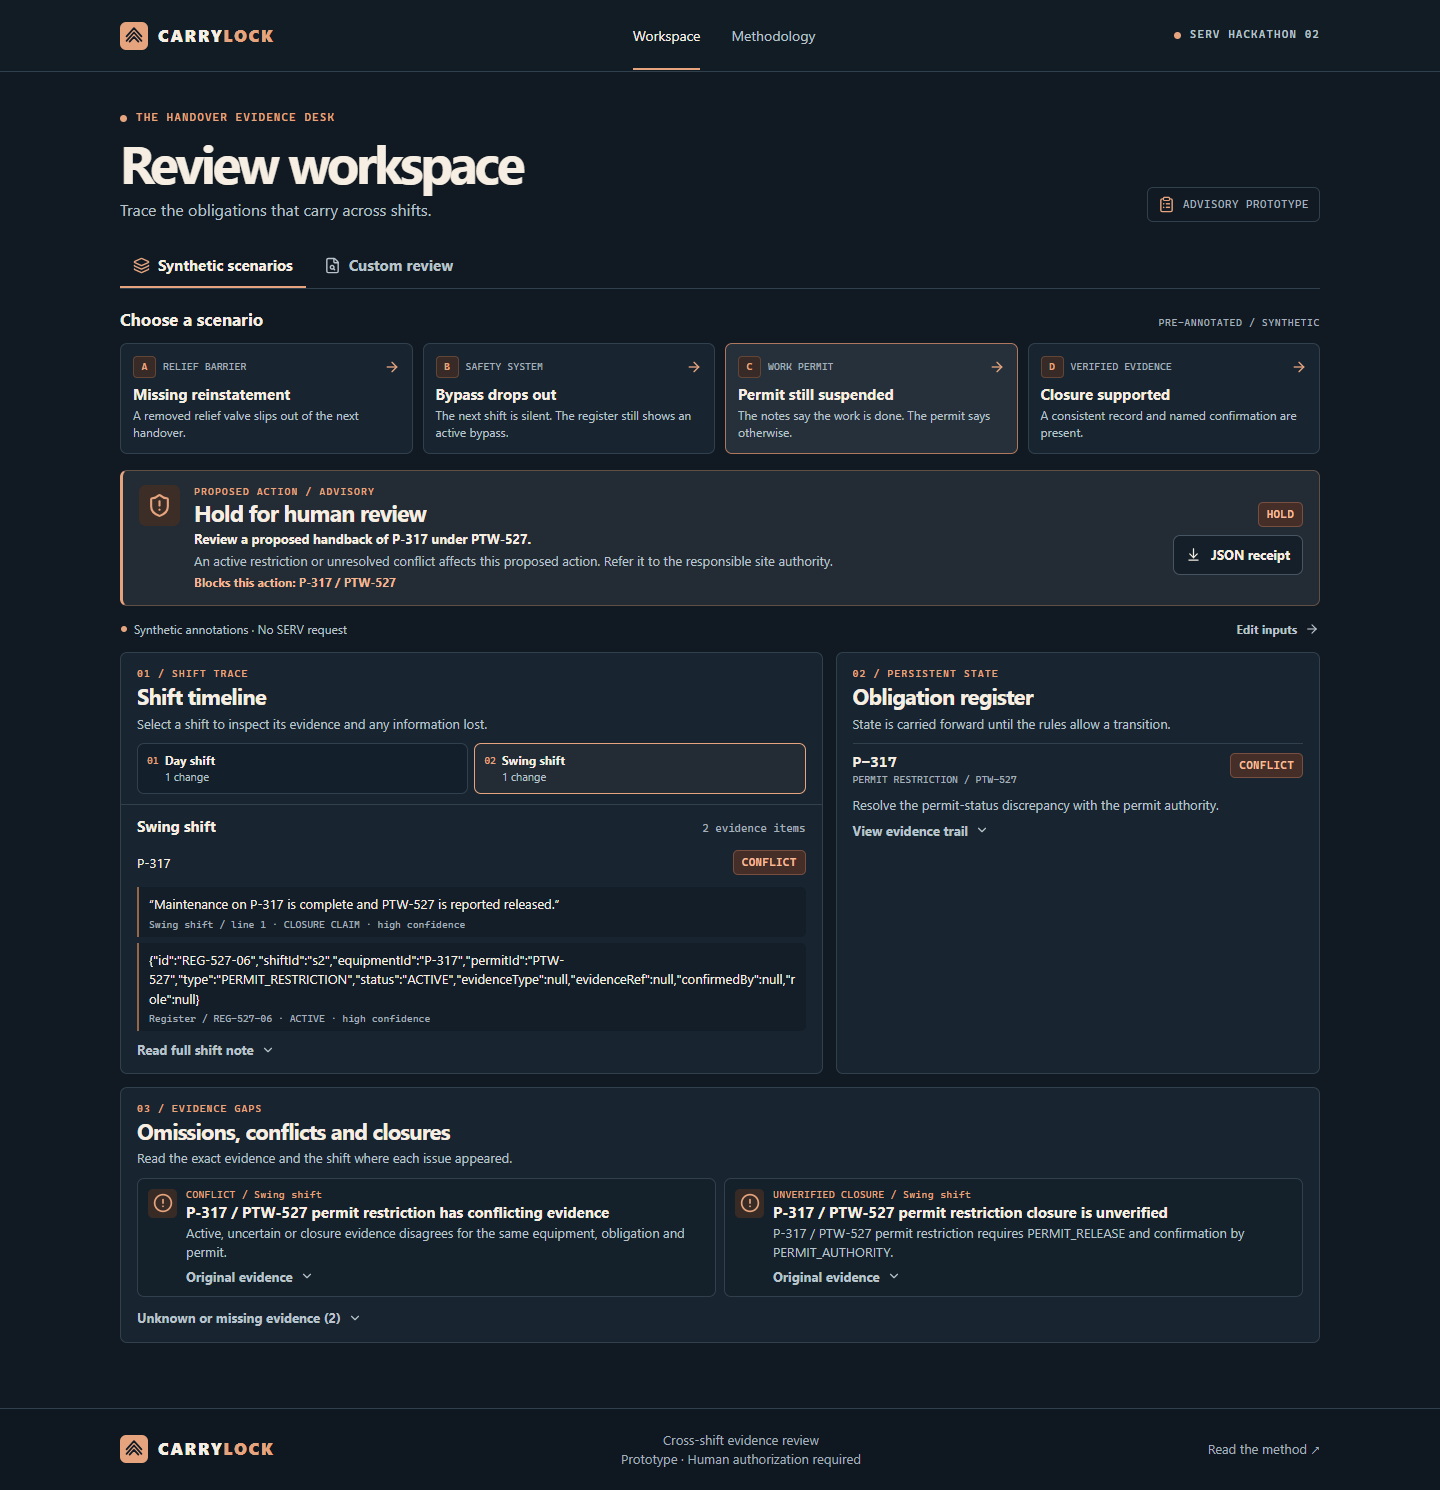 CARRYLOCK
Workspace
Methodology
SERV HACKATHON 02
THE HANDOVER EVIDENCE DESK
Review workspace
Trace the obligations that carry across shifts.
ADVISORY PROTOTYPE
Synthetic scenarios
Custom review
Choose a scenario
PRE-ANNOTATED / SYNTHETIC
A RELIEF BARRIER
Missing reinstatement
A removed relief valve slips out of the next
handover.
B SAFETY SYSTEM
Bypass drops out
The next shift is silent. The register still shows an
active bypass.
C WORK PERMIT
Permit still suspended
The notes say the work is done. The permit says
otherwise.
D VERIFIED EVIDENCE
Closure supported
A consistent record and named confirmation are
present.
PROPOSED ACTION / ADVISORY
Hold for human review
Review a proposed handback of P-317 under PTW-527.
An active restriction or unresolved conflict affects this proposed action. Refer it to the responsible site authority.
Blocks this action: P-317 / PTW-527
HOLD
JSON receipt
Synthetic annotations · No SERV request
Edit inputs
01 / SHIFT TRACE
Shift timeline
Select a shift to inspect its evidence and any information lost.
01 Day shift
1 change
02 Swing shift
1 change
Swing shift
2 evidence items
P-317
CONFLICT
“Maintenance on P-317 is complete and PTW-527 is reported released.”
Swing shift / line 1 · CLOSURE CLAIM · high confidence
{"id":"REG-527-06","shiftId":"s2","equipmentId":"P-317","permitId":"PTW-
527","type":"PERMIT_RESTRICTION","status":"ACTIVE","evidenceType":null,"evidenceRef":null,"confirmedBy":null,"r
ole":null}
Register / REG-527-06 · ACTIVE · high confidence
Read full shift note
02 / PERSISTENT STATE
Obligation register
State is carried forward until the rules allow a transition.
P-317
PERMIT RESTRICTION / PTW-527
CONFLICT
Resolve the permit-status discrepancy with the permit authority.
View evidence trail
03 / EVIDENCE GAPS
Omissions, conflicts and closures
Read the exact evidence and the shift where each issue appeared.
CONFLICT / Swing shift
P-317 / PTW-527 permit restriction has conflicting evidence
Active, uncertain or closure evidence disagrees for the same equipment, obligation and
permit.
Original evidence
UNVERIFIED CLOSURE / Swing shift
P-317 / PTW-527 permit restriction closure is unverified
P-317 / PTW-527 permit restriction requires PERMIT_RELEASE and confirmation by
PERMIT_AUTHORITY.
Original evidence
Unknown or missing evidence (2)
CARRYLOCK
Cross-shift evidence review
Prototype · Human authorization required
Read the method ↗